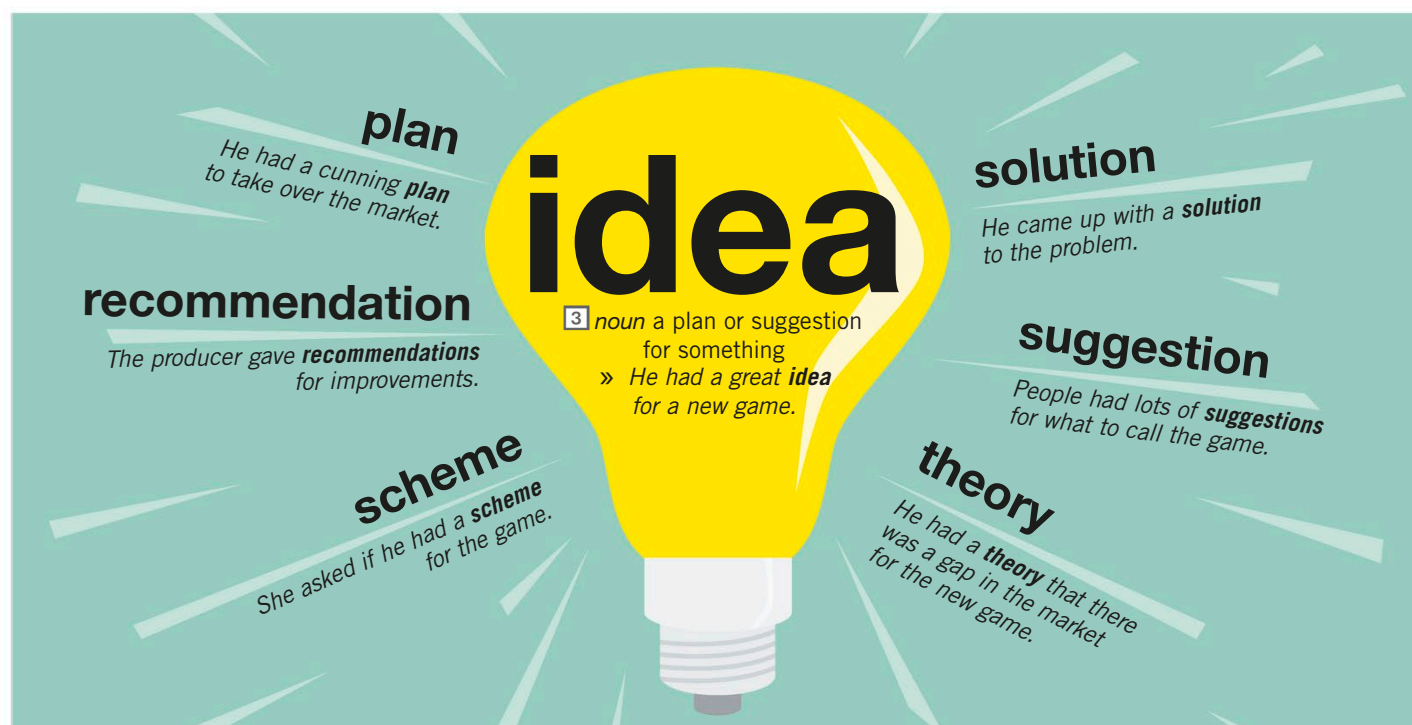 plan
He had a cunning plan
to take over the market.
recommendation
The producer gave recommendations
for improvements.
scheme
She asked if he had a scheme
for the game.
idea
3 noun a plan or suggestion
for something
» He had a great idea
for a new game.
solution
He came up with a solution
to the problem.
suggestion
People had lots of suggestions
for what to call the game.
theory
He had a theory that there
was a gap in the market
for the new game.